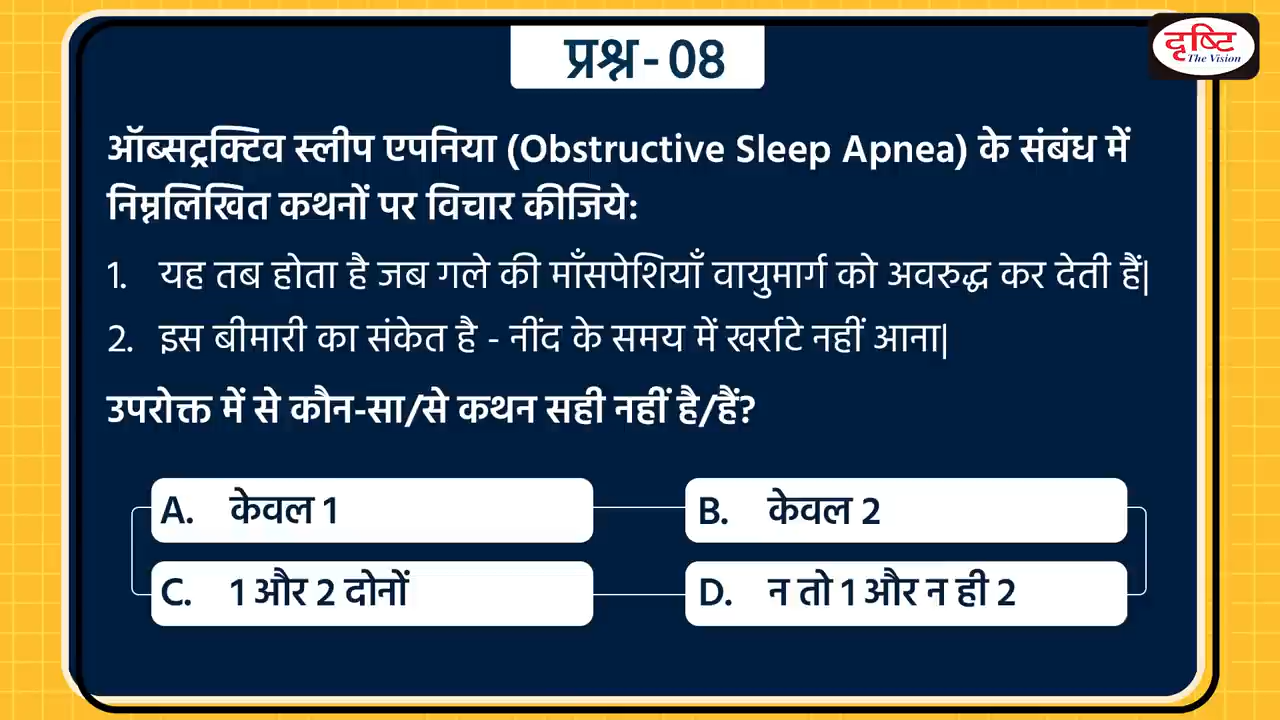 प्रश्न-08
दृष्टि
The Vision
ऑब्सट्रक्टिव स्लीप एपनिया (Obstructive Sleep Apnea) के संबंध में
निम्नलिखित कथनों पर विचार कीजिये:
1. यह तब होता है जब गले की माँसपेशियाँ वायुमार्ग को अवरुद्ध कर देती हैं|
2. इस बीमारी का संकेत है - नींद के समय में खर्राटे नहीं आना|
उपरोक्त में से कौन-सा/से कथन सही नहीं है/हैं?
A. केवल 1
B. केवल 2
C. 1 और 2 दोनों
D. न तो 1 और न ही 2